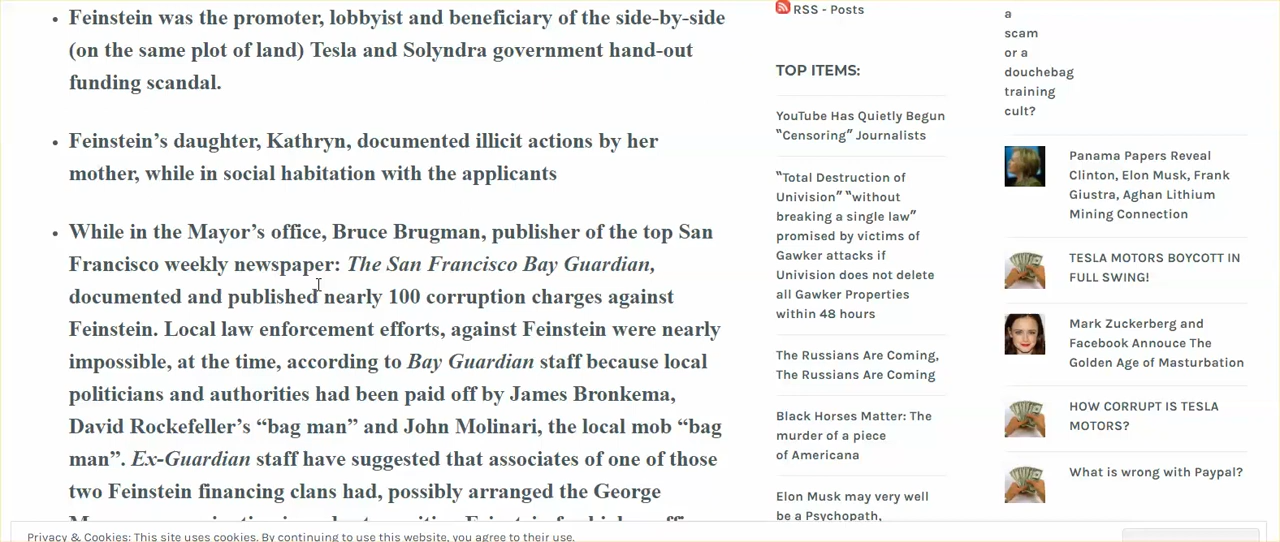 Feinstein was the promoter, lobbyist and beneficiary of the side-by-side
(on the same plot of land) Tesla and Solyndra government hand-out
funding scandal.
Feinstein’s daughter, Kathryn, documented illicit actions by her
mother, while in social habitation with the applicants
While in the Mayor’s office, Bruce Brugman, publisher of the top San
Francisco weekly newspaper: The San Francisco Bay Guardian,
documented and published nearly 100 corruption charges against
Feinstein. Local law enforcement efforts, against Feinstein were nearly
impossible, at the time, according to Bay Guardian staff because local
politicians and authorities had been paid off by James Bronkema,
David Rockefeller’s “bag man” and John Molinari, the local mob “bag
man”. Ex-Guardian staff have suggested that associates of one of those
two Feinstein financing clans had, possibly arranged the George
RSS - Posts
TOP ITEMS:
YouTube Has Quietly Begun
“Censoring” Journalists
“Total Destruction of
Univision” “without
breaking a single law”
promised by victims of
Gawker attacks if
Univision does not delete
all Gawker Properties
within 48 hours
The Russians Are Coming,
The Russians Are Coming
Black Horses Matter: The
murder of a piece
of Americana
Elon Musk may very well
be a Psychopath,
a
scam
or a
douchebag
training
cult?
Panama Papers Reveal
Clinton, Elon Musk, Frank
Giustra, Aghan Lithium
Mining Connection
TESLA MOTORS BOYCOTT IN
FULL SWING!
Mark Zuckerberg and
Facebook Annouce The
Golden Age of Masturbation
HOW CORRUPT IS TESLA
MOTORS?
What is wrong with Paypal?
Privacy & Cookies: This site uses cookies. By continuing to use this website, you agree to their use.